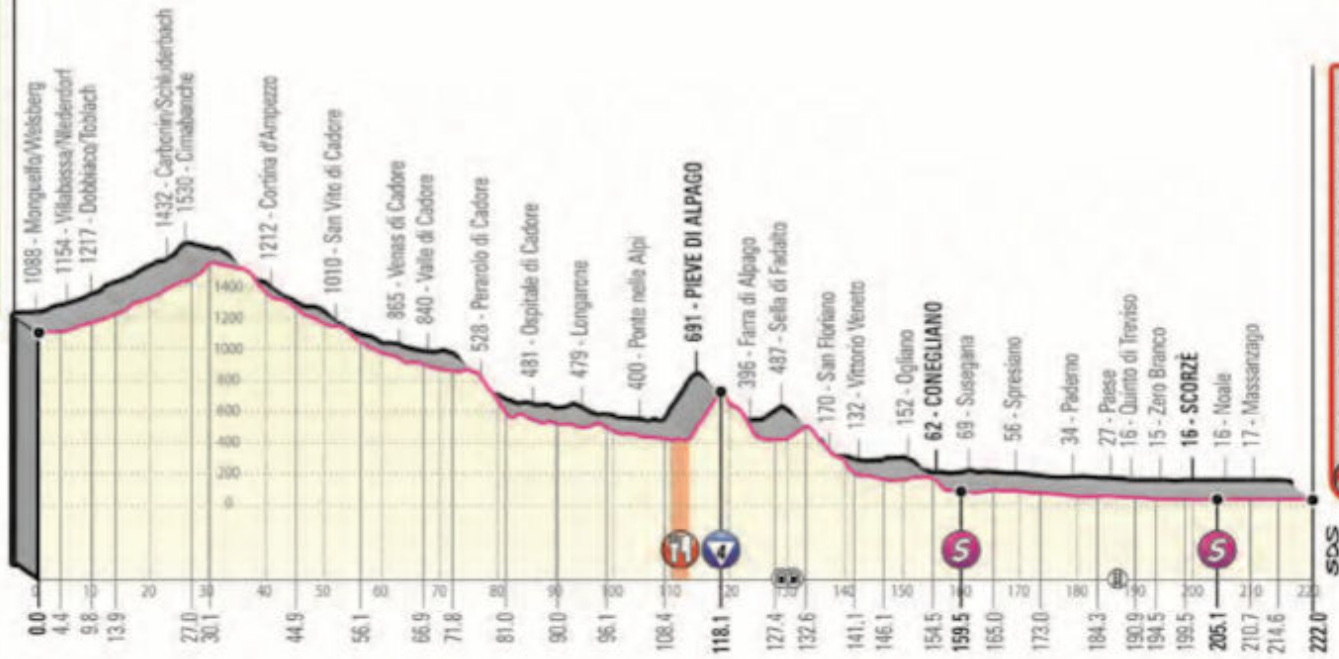 1088 - Monguelfo/Welsberg
1154 - Villabassa/Niederdorf
1217 - Dobbiaco/Toblach
1432 - Carbonin/Schluderbach
1530 - Cimabanche
1212 - Cortina d'Ampezzo
1010 - San Vito di Cadore
865 - Venas di Cadore
840 - Valle di Cadore
528 - Perarolo di Cadore
481 - Ospitale di Cadore
479 - Longarone
400 - Ponte nelle Alpi
691 - PIEVE DI ALPAGO
396 - Farra di Alpago
487 - Sella di Fadalto
170 - San Floriano
132 - Vittorio Veneto
152 - Ogliano
62 - CONEGLIANO
69 - Susegana
56 - Spresiano
34 - Paderno
27 - Paese
16 - Quinto di Treviso
15 - Zero Branco
16 - SCORZÈ
16 - Noale
17 - Massanzago
1400
1200
1000
800
600
400
200
0
4
S
S
SDS
0 10 20 30 40 50 60 70 80 90 100 110 120 130 140 150 160 170 180 190 200 210 220
0.0 4.4 9.8 13.9 27.0 30.1 44.9 56.1 66.9 71.8 81.0 90.0 96.1 108.4 118.1 127.4 132.6 141.1 146.1 154.5 159.5 165.0 173.0 184.3 190.9 194.5 199.5 205.1 210.7 214.6 222.0